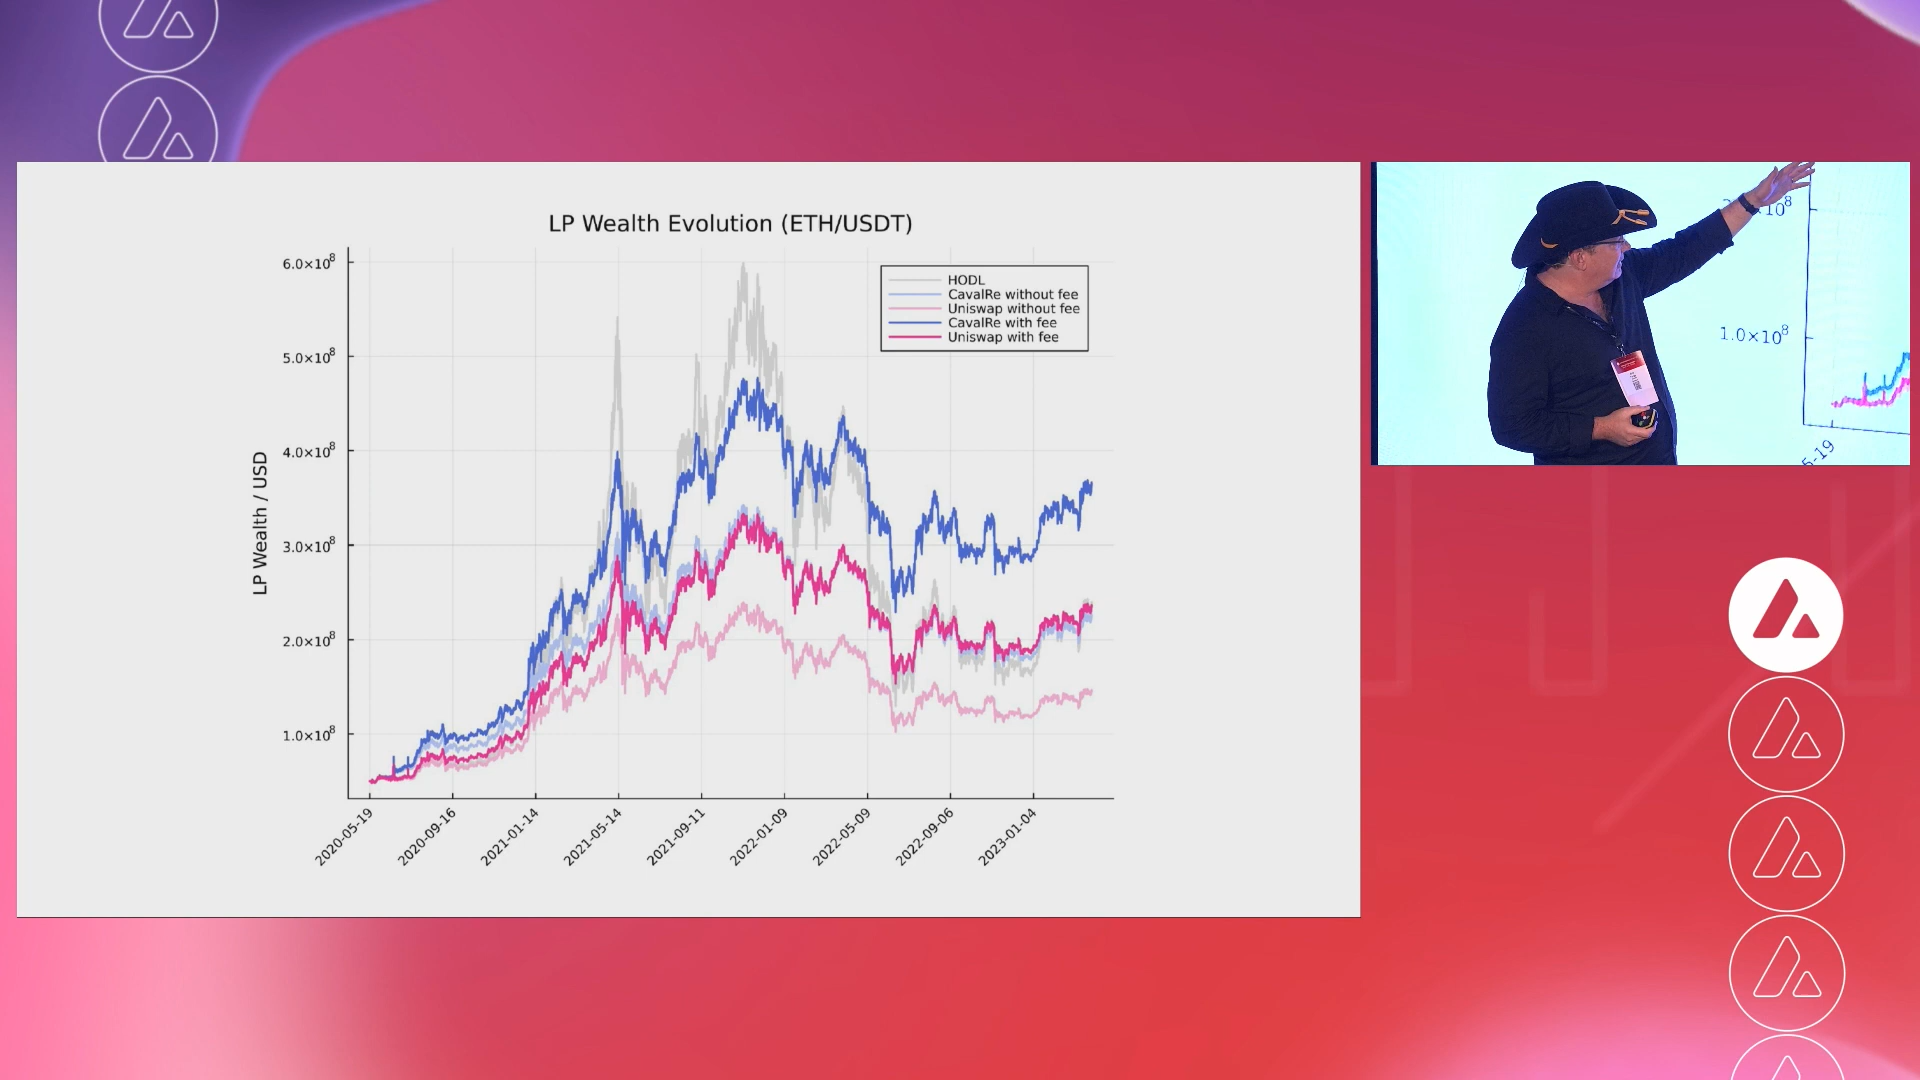 LP Wealth Evolution (ETH/USDT)
LP Wealth / USD
6.0×10⁸
5.0×10⁸
4.0×10⁸
3.0×10⁸
2.0×10⁸
1.0×10⁸
HODL
CavalRe without fee
Uniswap without fee
CavalRe with fee
Uniswap with fee
2020-05-19
2020-09-16
2021-01-14
2021-05-14
2021-09-11
2022-01-09
2022-05-09
2022-09-06
2023-01-04
1.0×10⁸
5-19